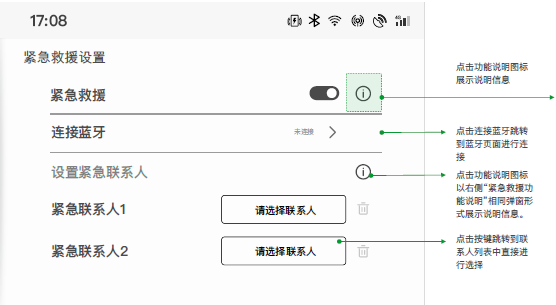 17:08
4G
紧急救援设置
紧急救援
连接蓝牙
未连接
设置紧急联系人
紧急联系人1
请选择联系人
紧急联系人2
请选择联系人
点击功能说明图标
展示说明信息
点击连接蓝牙跳转
到蓝牙页面进行连
接
点击功能说明图标
以右侧“紧急救援功
能说明”相同弹窗形
式展示说明信息。
点击按键跳转到联
系人列表中直接进
行选择